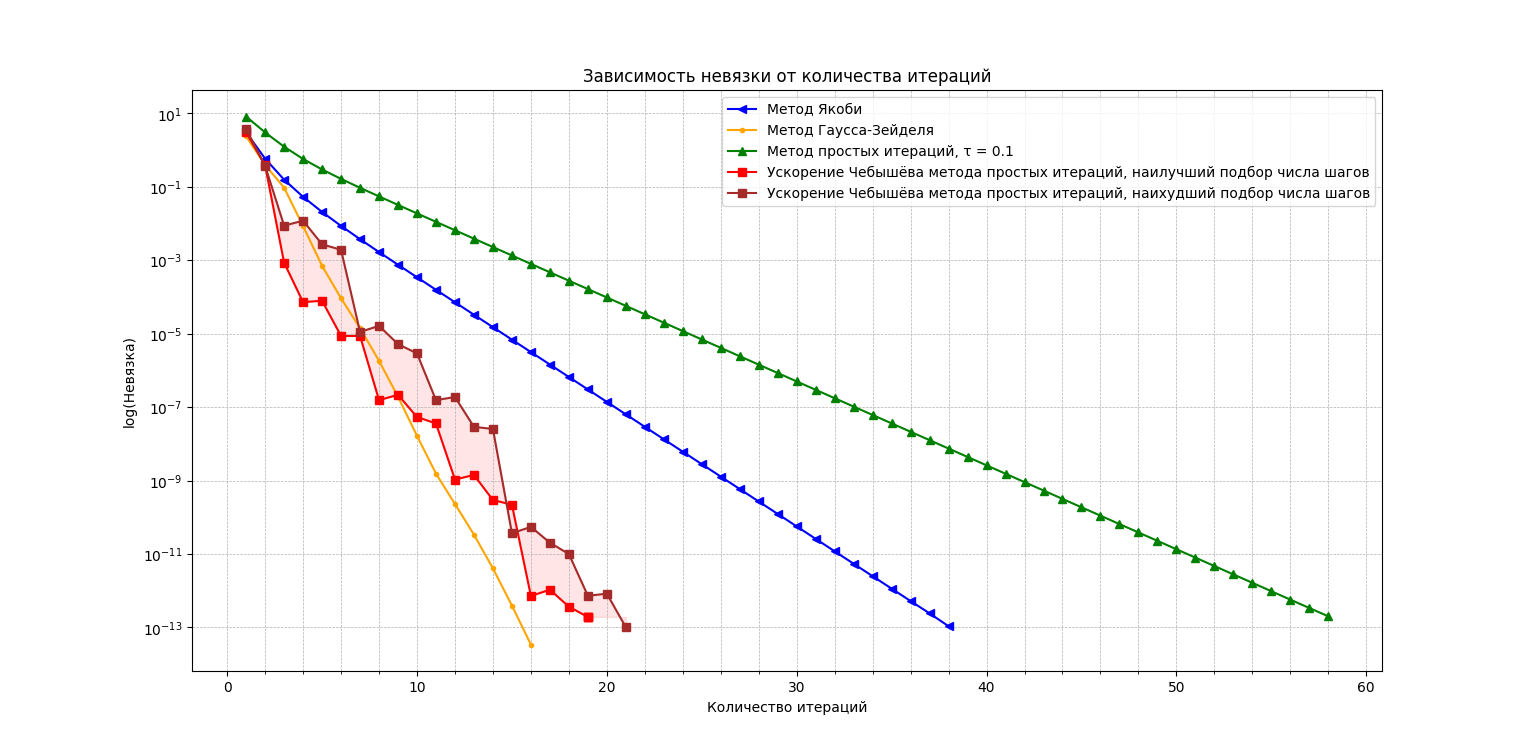 Зависимость невязки от количества итераций
Метод Якоби
Метод Гаусса-Зейделя
Метод простых итераций, τ = 0.1
Ускорение Чебышёва метода простых итераций, наилучший подбор числа шагов
Ускорение Чебышёва метода простых итераций, наихудший подбор числа шагов
log(Невязка)
10¹
10⁻¹
10⁻³
10⁻⁵
10⁻⁷
10⁻⁹
10⁻¹¹
10⁻¹³
0 10 20 30 40 50 60
Количество итераций